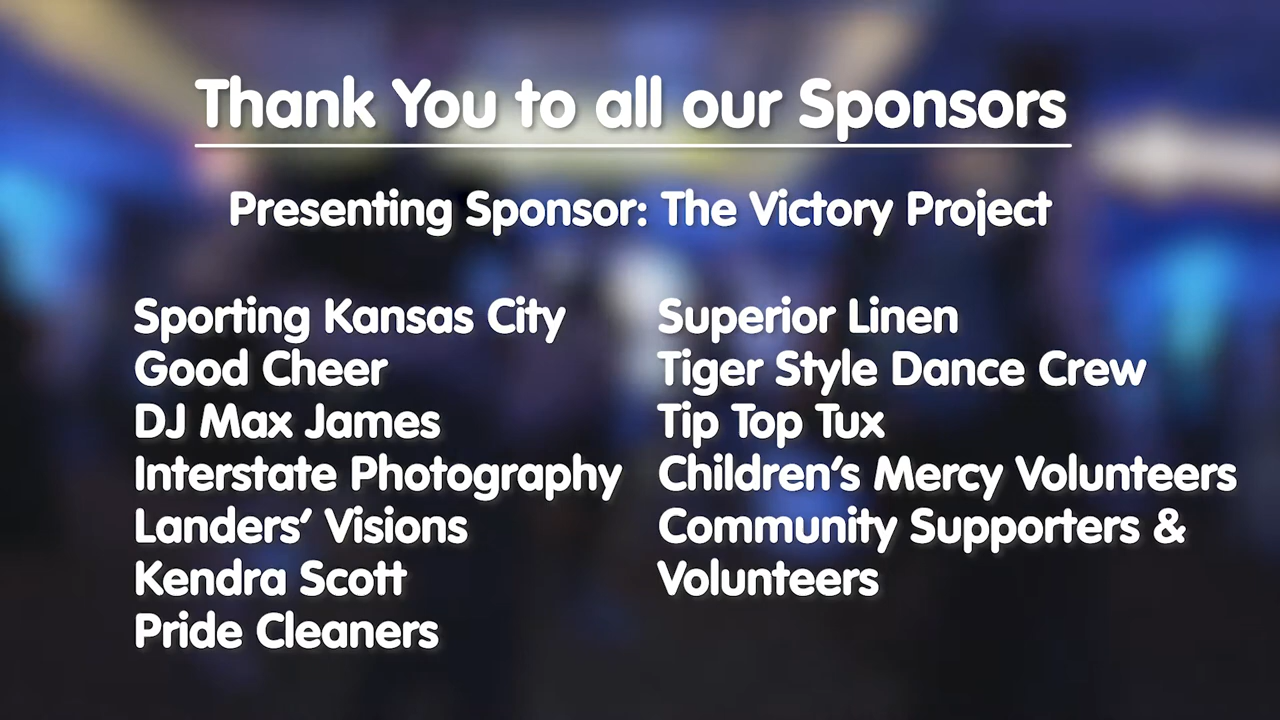 Thank You to all our Sponsors
Presenting Sponsor: The Victory Project
Sporting Kansas City
Good Cheer
DJ Max James
Interstate Photography
Landers’ Visions
Kendra Scott
Pride Cleaners
Superior Linen
Tiger Style Dance Crew
Tip Top Tux
Children’s Mercy Volunteers
Community Supporters &
Volunteers